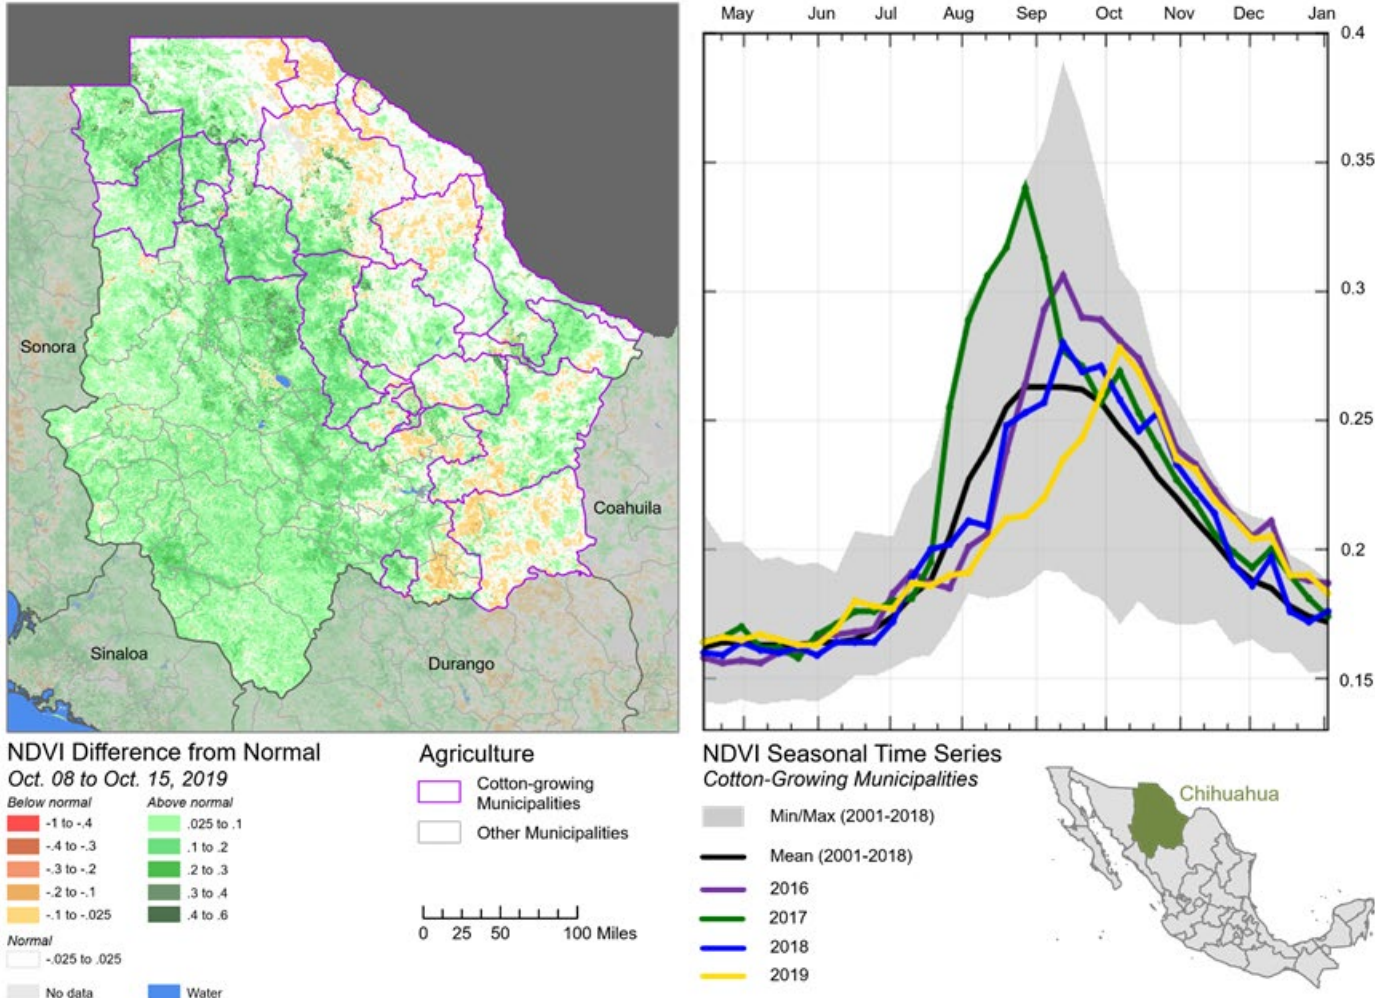 May Jun Jul Aug Sep Oct Nov Dec Jan
0.4
0.35
0.3
0.25
0.2
0.15
Sonora
Coahuila
Sinaloa
Durango
NDVI Difference from Normal
Oct. 08 to Oct. 15, 2019
Below normal
-1 to -.4
-.4 to -.3
-.3 to -.2
-.2 to -.1
-.1 to -.025
Normal
-.025 to .025
No data
Above normal
.025 to .1
.1 to .2
.2 to .3
.3 to .4
.4 to .6
Water
Agriculture
Cotton-growing
Municipalities
Other Municipalities
0 25 50 100 Miles
NDVI Seasonal Time Series
Cotton-Growing Municipalities
Min/Max (2001-2018)
Mean (2001-2018)
2016
2017
2018
2019
Chihuahua